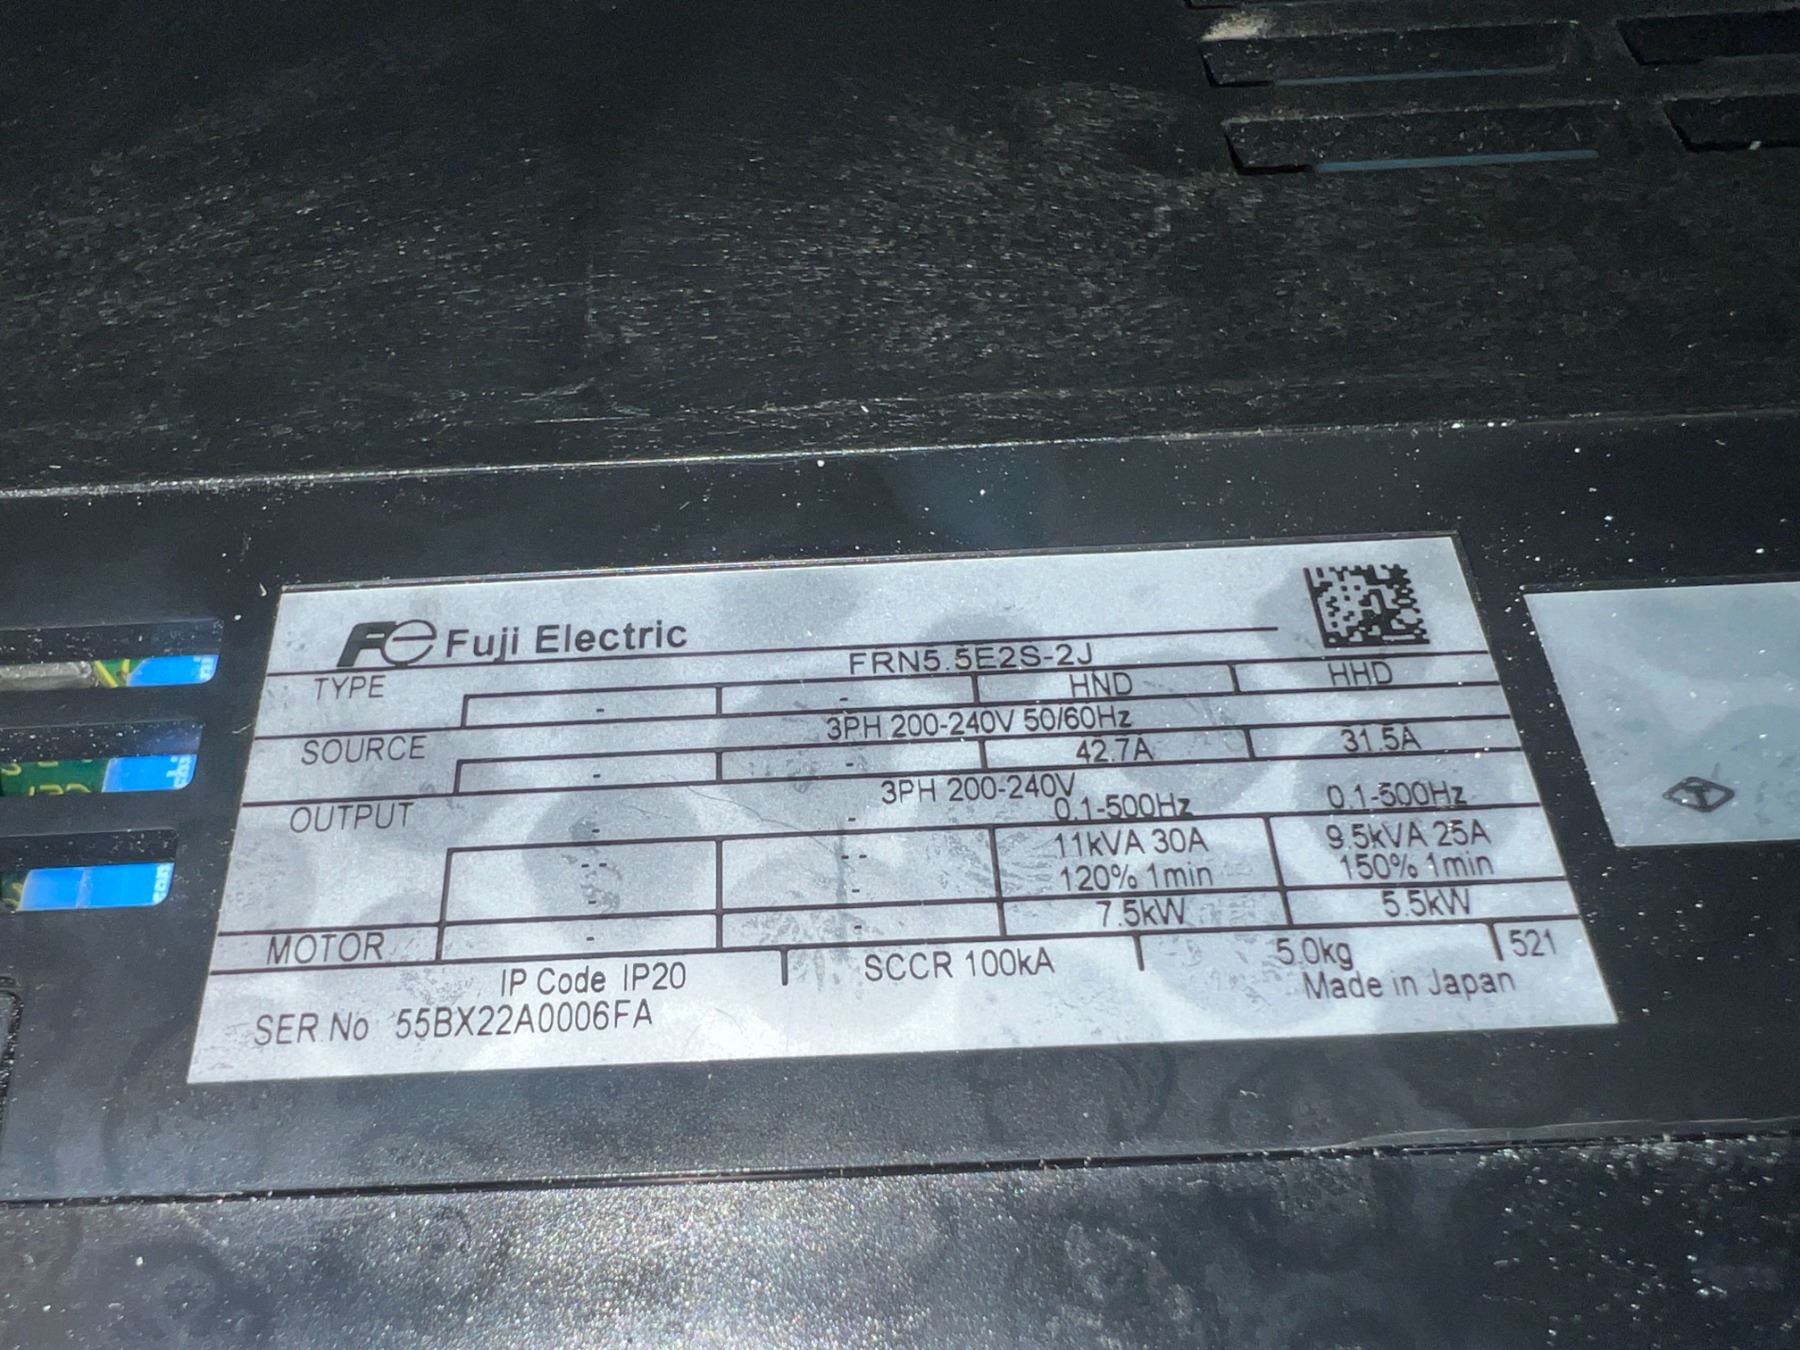 Fe Fuji Electric
TYPE FRN5.5E2S-2J
- - HND HHD
SOURCE 3PH 200-240V 50/60Hz
- - 42.7A 31.5A
OUTPUT 3PH 200-240V
- - 0.1-500Hz 0.1-500Hz
-- -- 11kVA 30A 9.5kVA 25A
- - 120% 1min 150% 1min
MOTOR - - 7.5kW 5.5kW
IP Code IP20 SCCR 100kA 5.0kg 521
SER.No 55BX22A0006FA Made in Japan